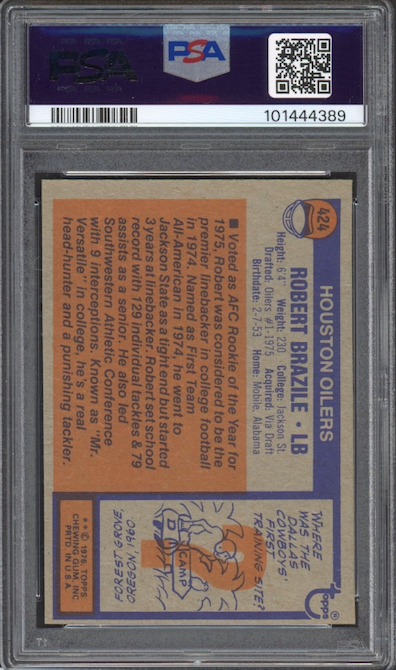 PSA
PSA
101444389
424
HOUSTON OILERS
ROBERT BRAZILE • LB
Height: 6'4" Weight: 230 College: Jackson St.
Drafted: Oilers #1-1975 Acquired: Via Draft
Birthdate: 2-7-53 Home: Mobile, Alabama
■ Voted as AFC Rookie of the Year for
1975, Robert was considered to be the
premier linebacker in college football
in 1974. Named as First Team
All-American in 1974, he went to
Jackson State as a tight end but started
3 years at linebacker. Robert set school
record with 129 individual tackles & 79
assists as a senior. He also led
Southwestern Athletic Conference
with 9 interceptions. Known as "Mr.
Versatile" in college, he's a real
head-hunter and a punishing tackler.
Topps
WHERE
WAS THE
DALLAS
COWBOYS'
FIRST
TRAINING SITE?
CAMP
FOREST GROVE,
OREGON 1960
** © 1976, TOPPS
CHEWING GUM, INC
PRTD IN U.S.A.